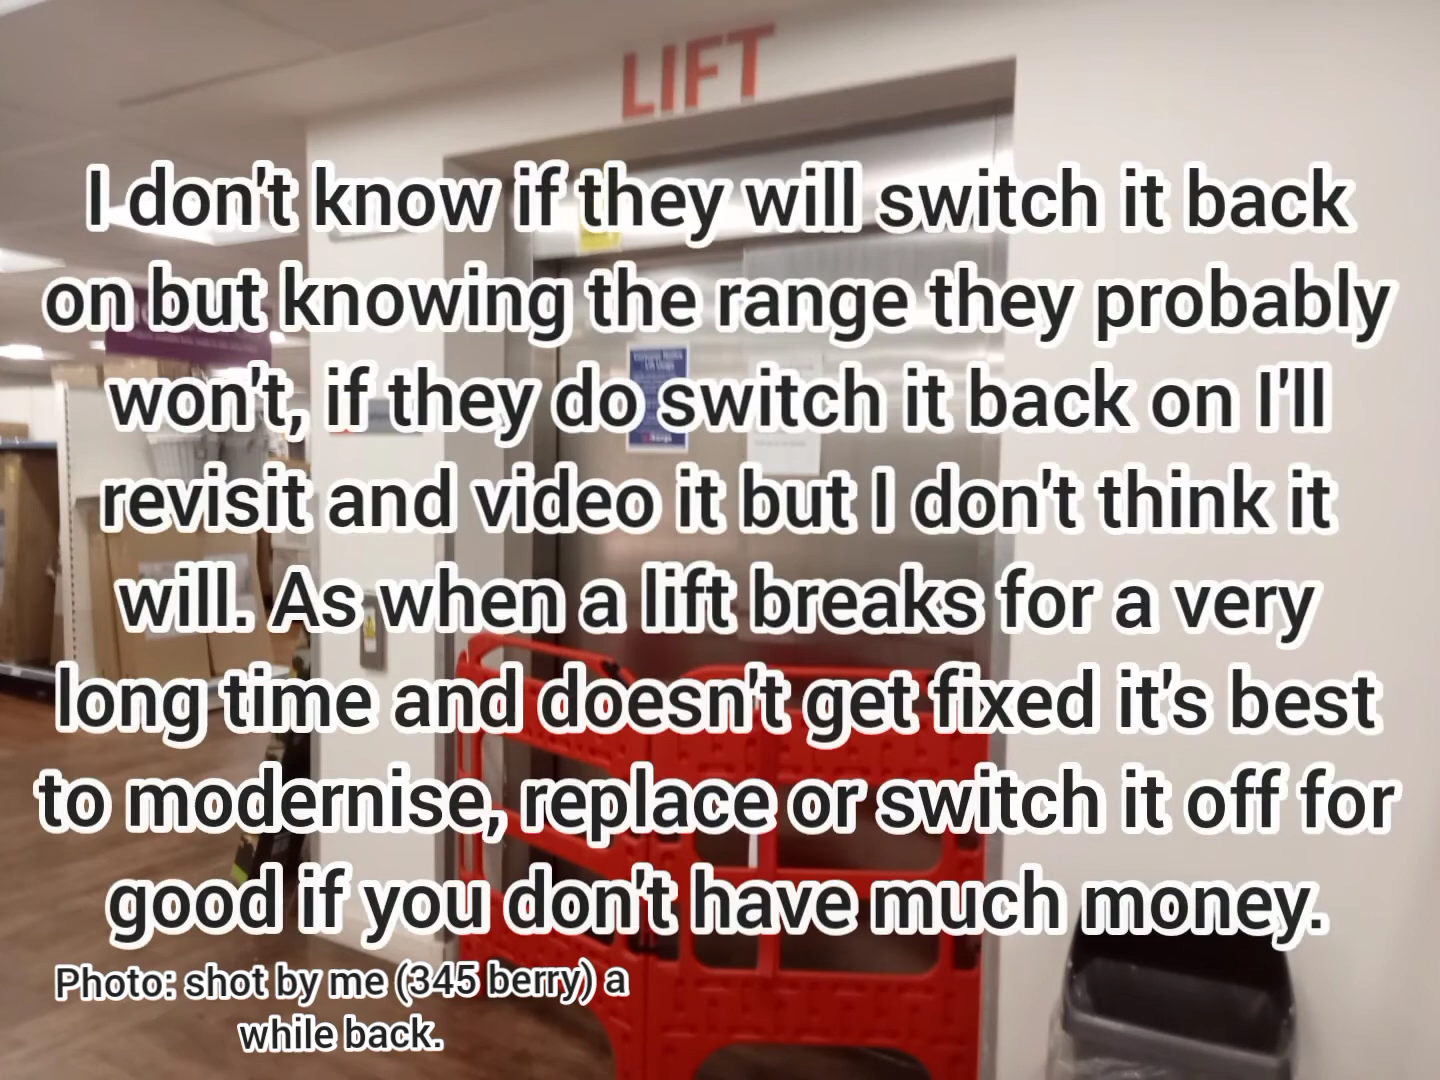 LIFT
I don't know if they will switch it back
on but knowing the range they probably
won't, if they do switch it back on I'll
revisit and video it but I don't think it
will. As when a lift breaks for a very
long time and doesn't get fixed it's best
to modernise, replace or switch it off for
good if you don't have much money.
Photo: shot by me (345 berry) a
while back.